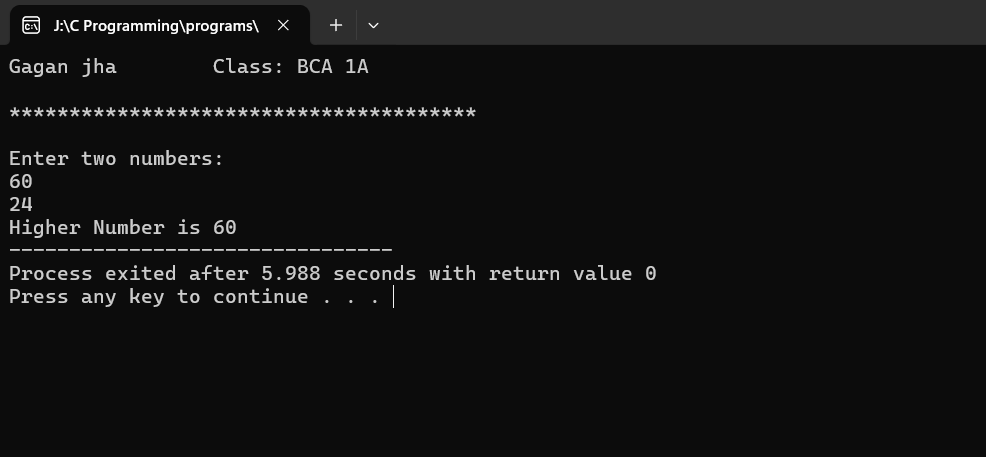 J:\C Programming\programs\
Gagan jha        Class: BCA 1A
***************************************
Enter two numbers:
60
24
Higher Number is 60
--------------------------------
Process exited after 5.988 seconds with return value 0
Press any key to continue . . .